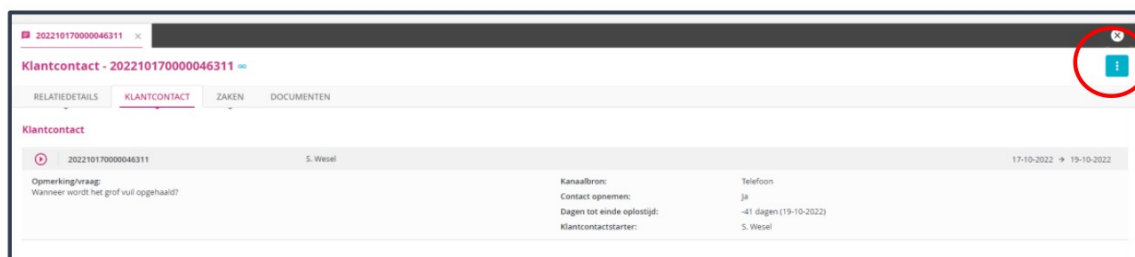 202210170000046311
Klantcontact - 202210170000046311
RELATIEDETAILS KLANTCONTACT ZAKEN DOCUMENTEN
Klantcontact
202210170000046311 S. Wesel 17-10-2022 → 19-10-2022
Opmerking/vraag: Kanaalbron: Telefoon
Wanneer wordt het grof vuil opgehaald?
Contact opnemen: Ja
Dagen tot einde oplostijd: -41 dagen (19-10-2022)
Klantcontactstarter: S. Wesel